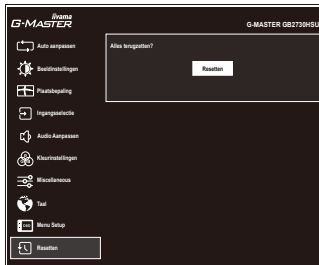 iiyama
G-MASTER
G-MASTER GB2730HSU
Auto aanpassen
Alles terugzetten?
Beeldinstellingen
Resetten
Plaatsbepaling
Ingangsselectie
Audio Aanpassen
Kleurinstellingen
Miscellaneous
Taal
OSD
Menu Setup
Resetten